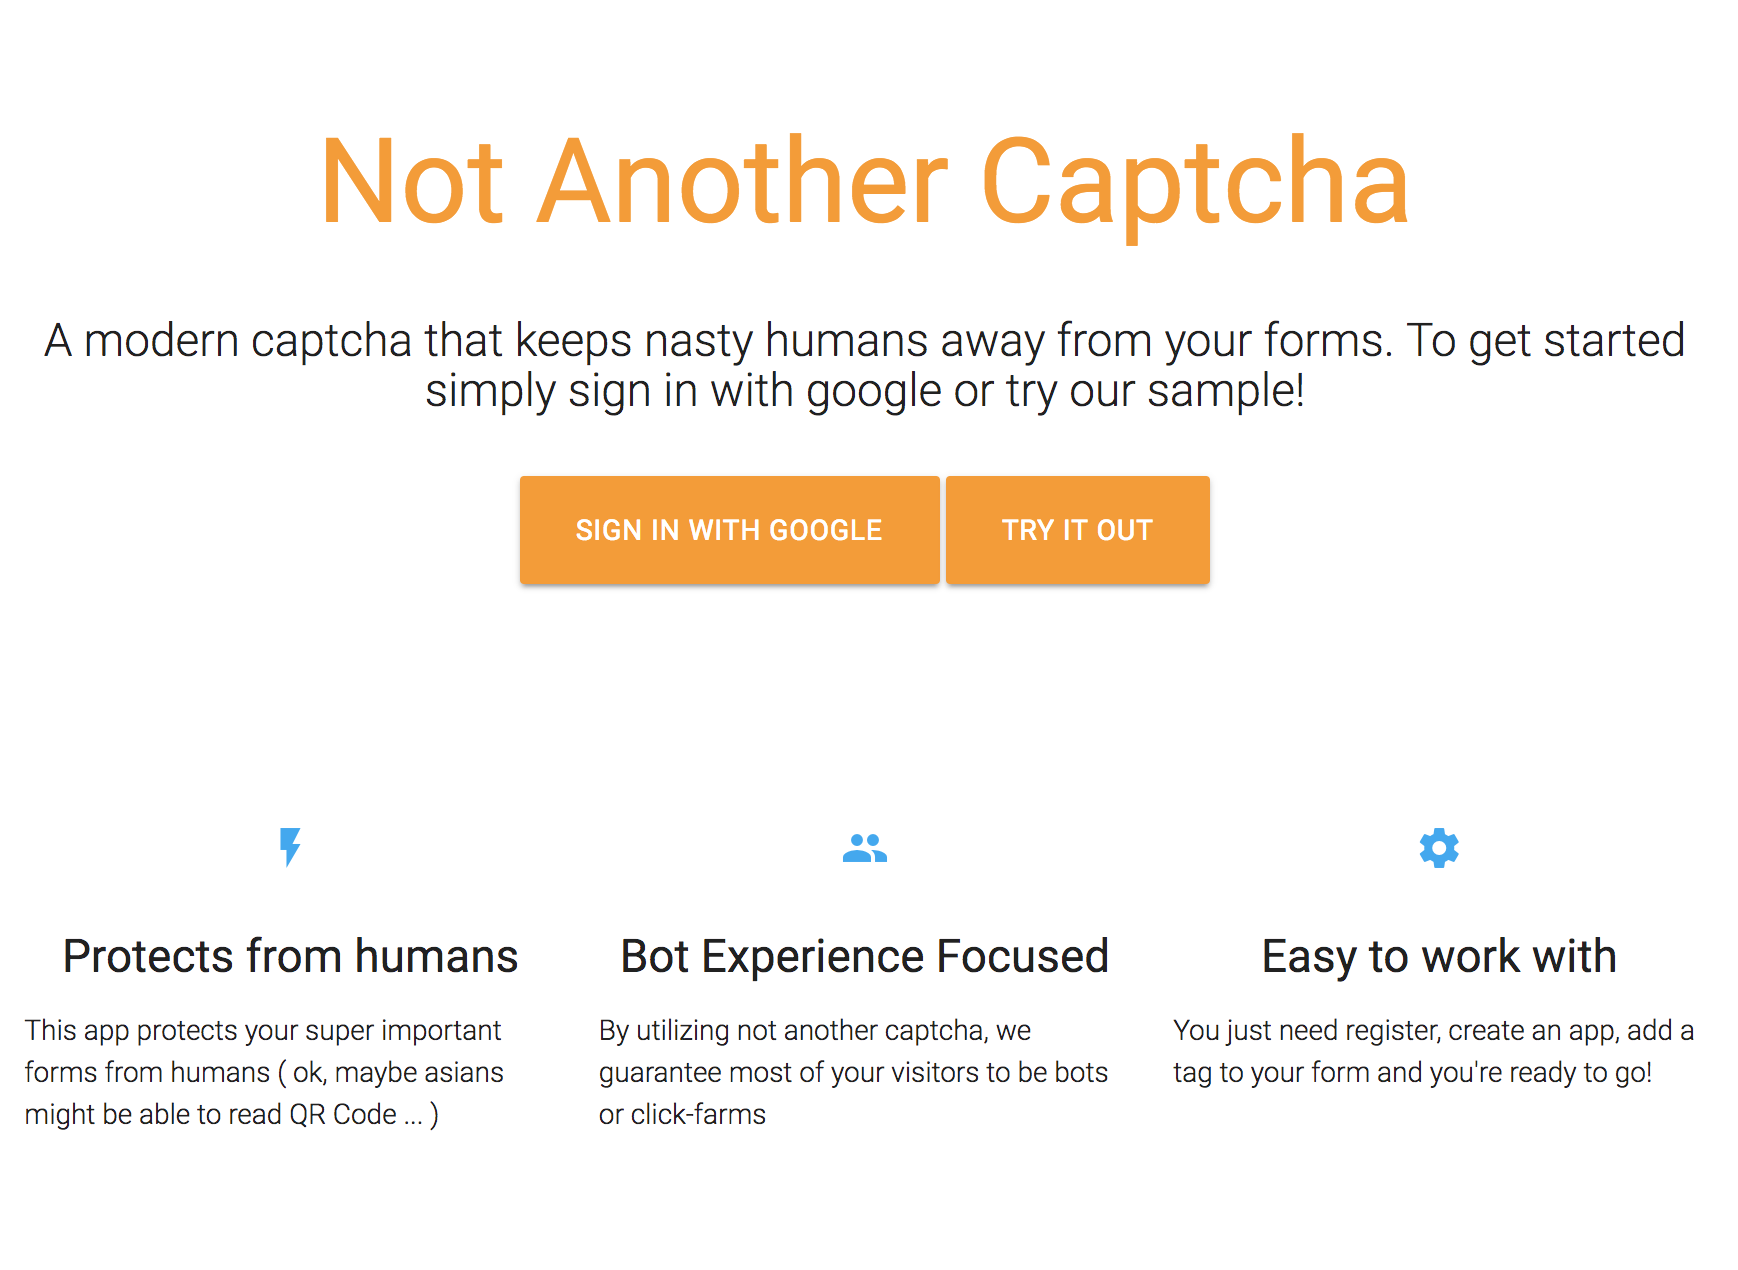 Not Another Captcha
A modern captcha that keeps nasty humans away from your forms. To get started
simply sign in with google or try our sample!
SIGN IN WITH GOOGLE
TRY IT OUT
Protects from humans
This app protects your super important
forms from humans ( ok, maybe asians
might be able to read QR Code ... )
Bot Experience Focused
By utilizing not another captcha, we
guarantee most of your visitors to be bots
or click-farms
Easy to work with
You just need register, create an app, add a
tag to your form and you're ready to go!